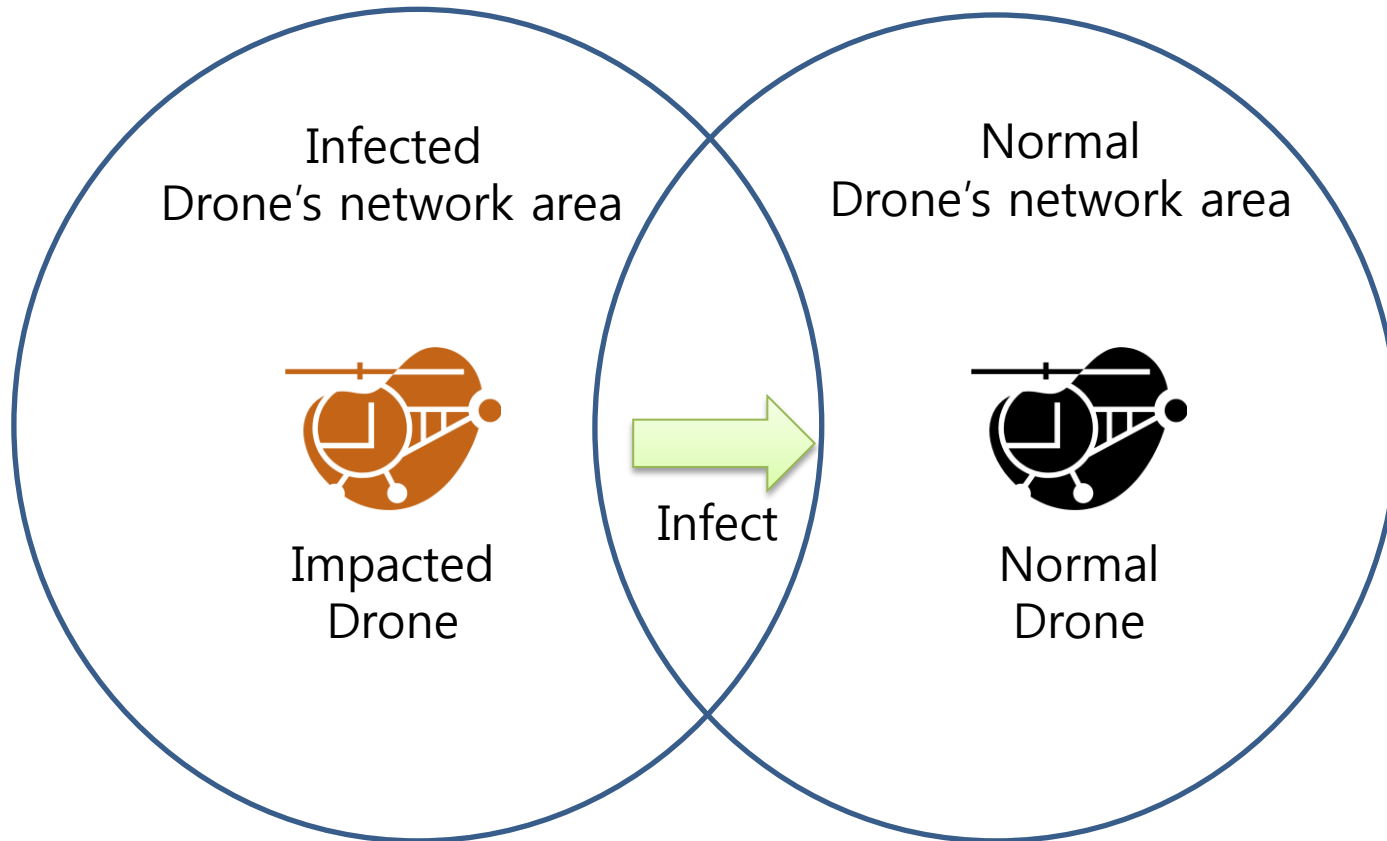 Infected
Drone's network area
Normal
Drone's network area
Infect
Impacted
Drone
Normal
Drone